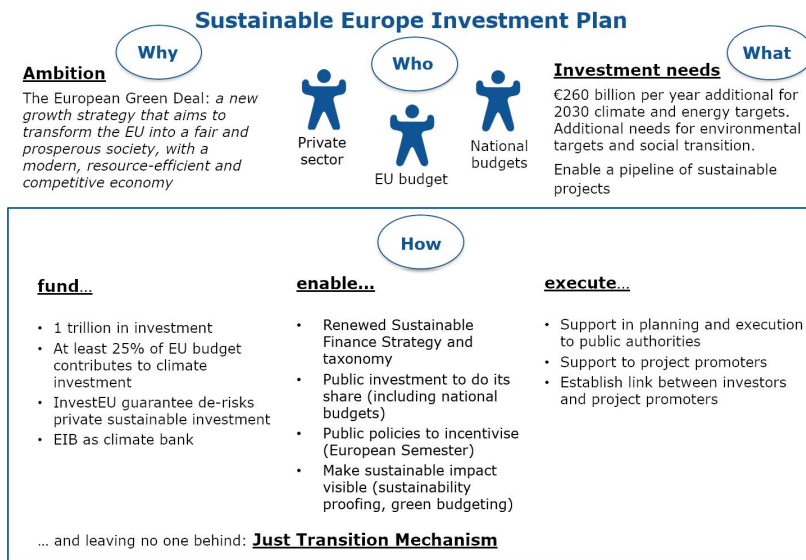 Sustainable Europe Investment Plan
Why
Ambition
The European Green Deal: a new
growth strategy that aims to
transform the EU into a fair and
prosperous society, with a
modern, resource-efficient and
competitive economy
Who
Private
sector
EU budget
National
budgets
What
Investment needs
€260 billion per year additional for
2030 climate and energy targets.
Additional needs for environmental
targets and social transition.
Enable a pipeline of sustainable
projects
How
fund...
• 1 trillion in investment
• At least 25% of EU budget
contributes to climate
investment
• InvestEU guarantee de-risks
private sustainable investment
• EIB as climate bank
enable...
• Renewed Sustainable
Finance Strategy and
taxonomy
• Public investment to do its
share (including national
budgets)
• Public policies to incentivise
(European Semester)
• Make sustainable impact
visible (sustainability
proofing, green budgeting)
execute...
• Support in planning and execution
to public authorities
• Support to project promoters
• Establish link between investors
and project promoters
... and leaving no one behind: Just Transition Mechanism